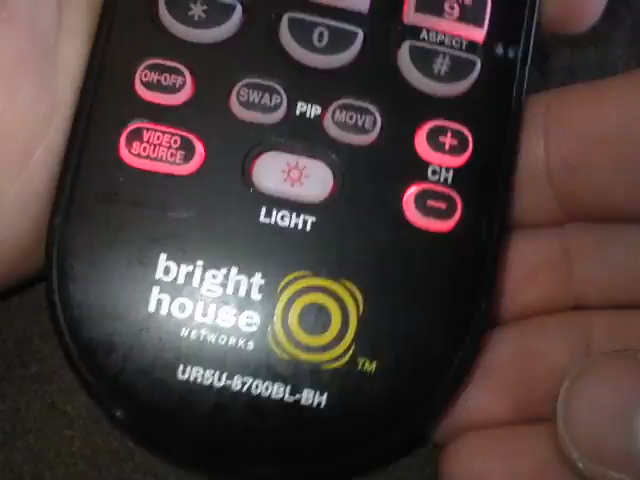 *
0
9
ASPECT
#
ON·OFF
SWAP
PIP
MOVE
VIDEO
SOURCE
+
CH
-
LIGHT
bright
house
NETWORKS
TM
UR5U-8700BL-BH